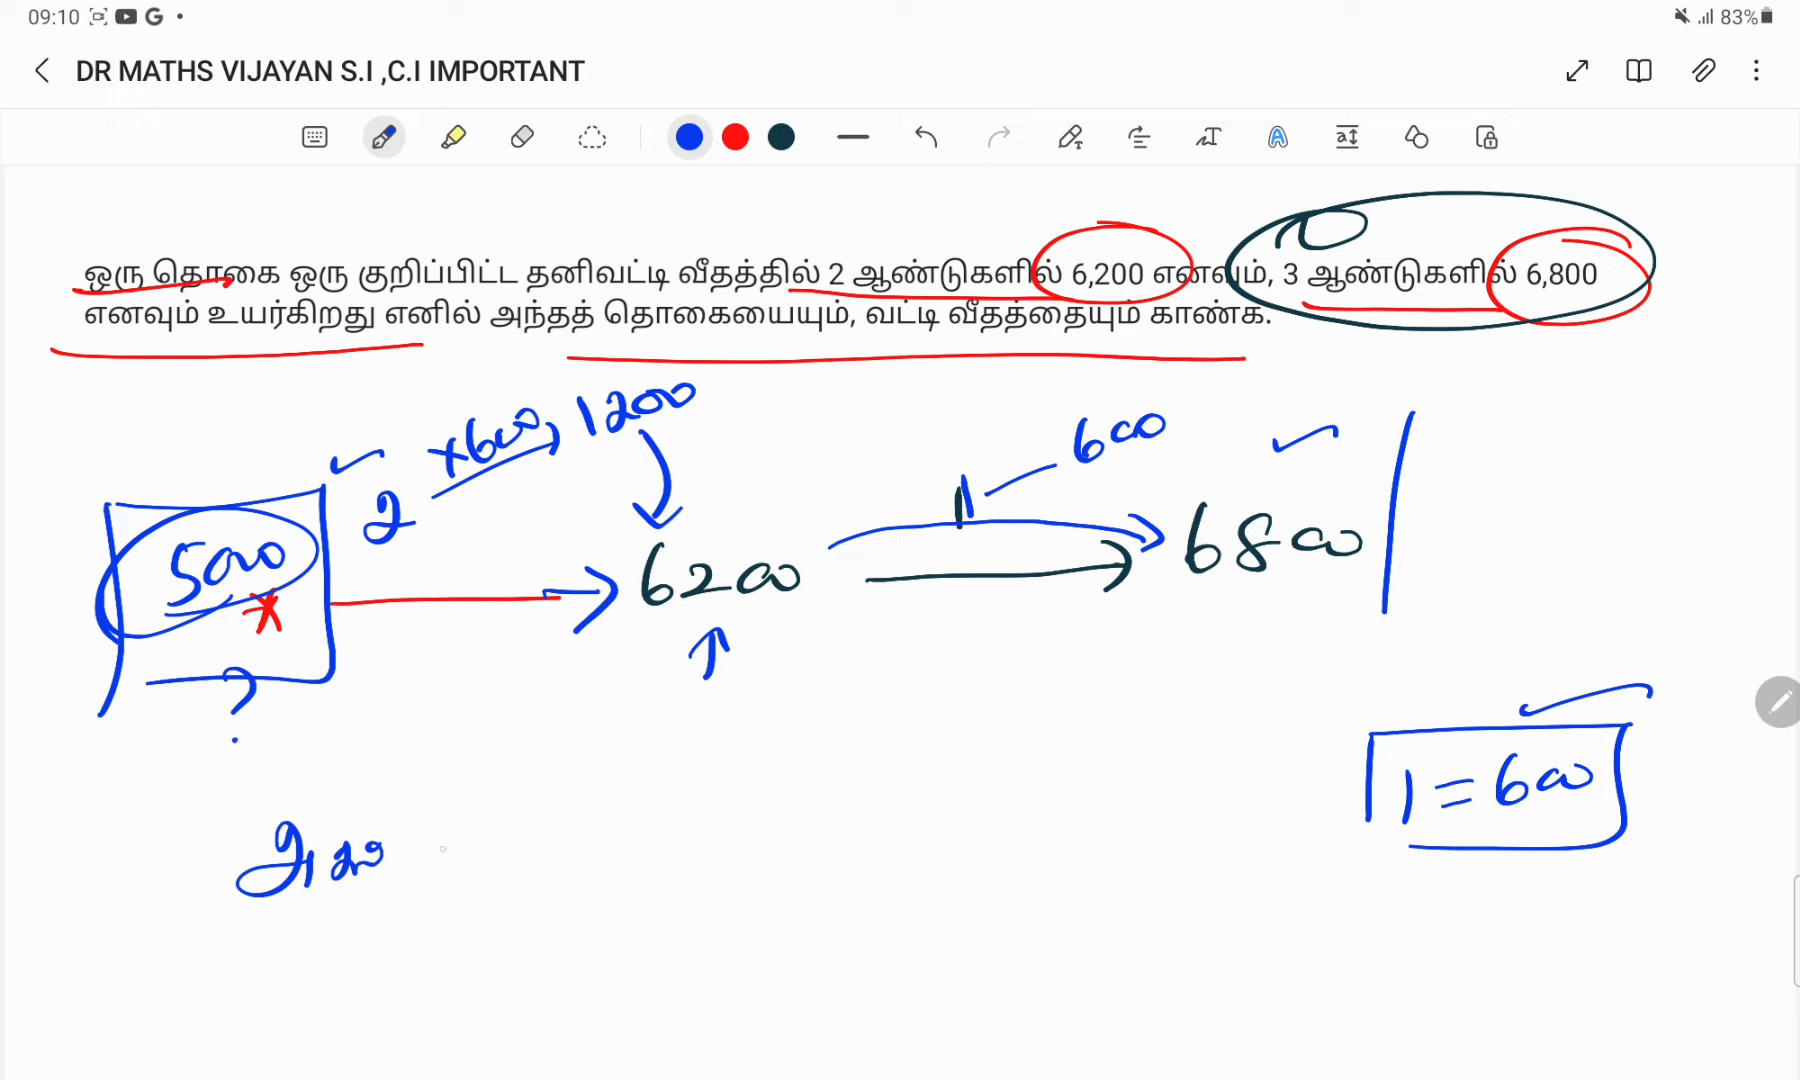 09:10
83%
DR MATHS VIJAYAN S.I ,C.I IMPORTANT
ஒரு தொகை ஒரு குறிப்பிட்ட தனிவட்டி வீதத்தில் 2 ஆண்டுகளில் 6,200 எனவும், 3 ஆண்டுகளில் 6,800
எனவும் உயர்கிறது எனில் அந்தத் தொகையையும், வட்டி வீதத்தையும் காண்க.
2 × 600 1200
600
5000 6200 1 6800
?
1 = 600